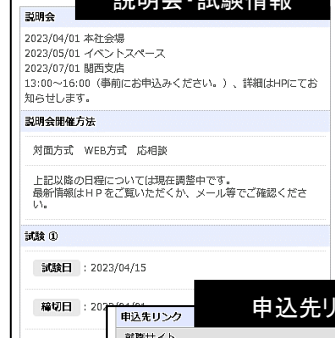 説明会・試験情報
説明会
2023/04/01 本社会場
2023/05/01 イベントスペース
2023/07/01 関西支店
13:00～16:00（事前にお申込みください。）、詳細はHPにてお
知らせします。
説明会開催方法
対面方式 WEB方式 応相談
上記以降の日程については現在調整中です。
最新情報はＨＰをご覧いただくか、メール等でご確認くださ
い。
試験 ①
試験日 ：2023/04/15
締切日 ：
申込先リ
申込先リンク
就職サイト